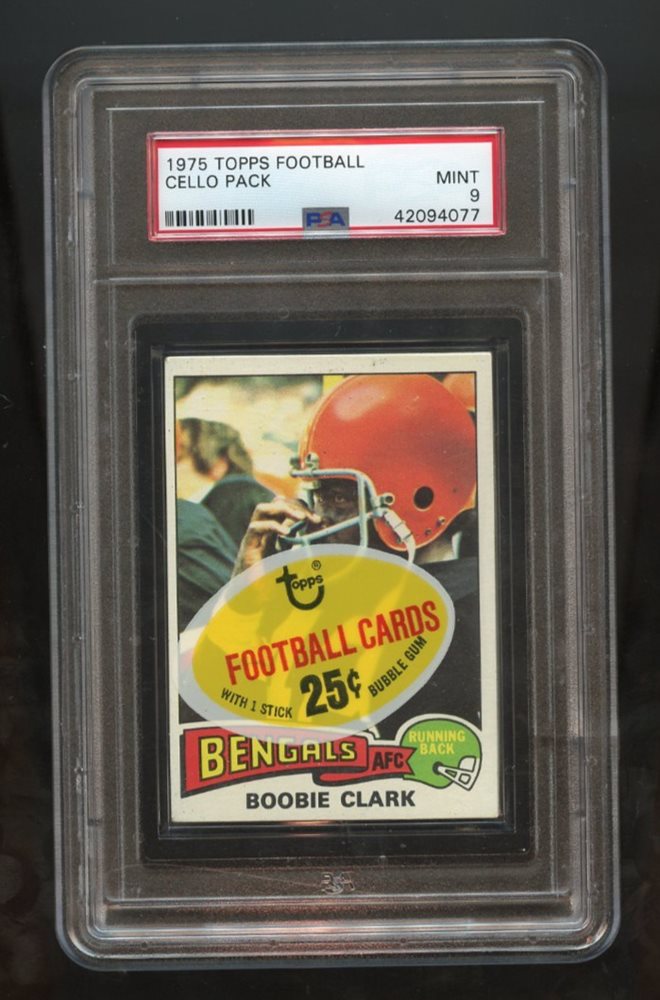 1975 TOPPS FOOTBALL
CELLO PACK
MINT
9
PSA
42094077
topps®
FOOTBALL CARDS
WITH 1 STICK
25¢
BUBBLE GUM
BENGALS
AFC
RUNNING
BACK
BOOBIE CLARK
PSA